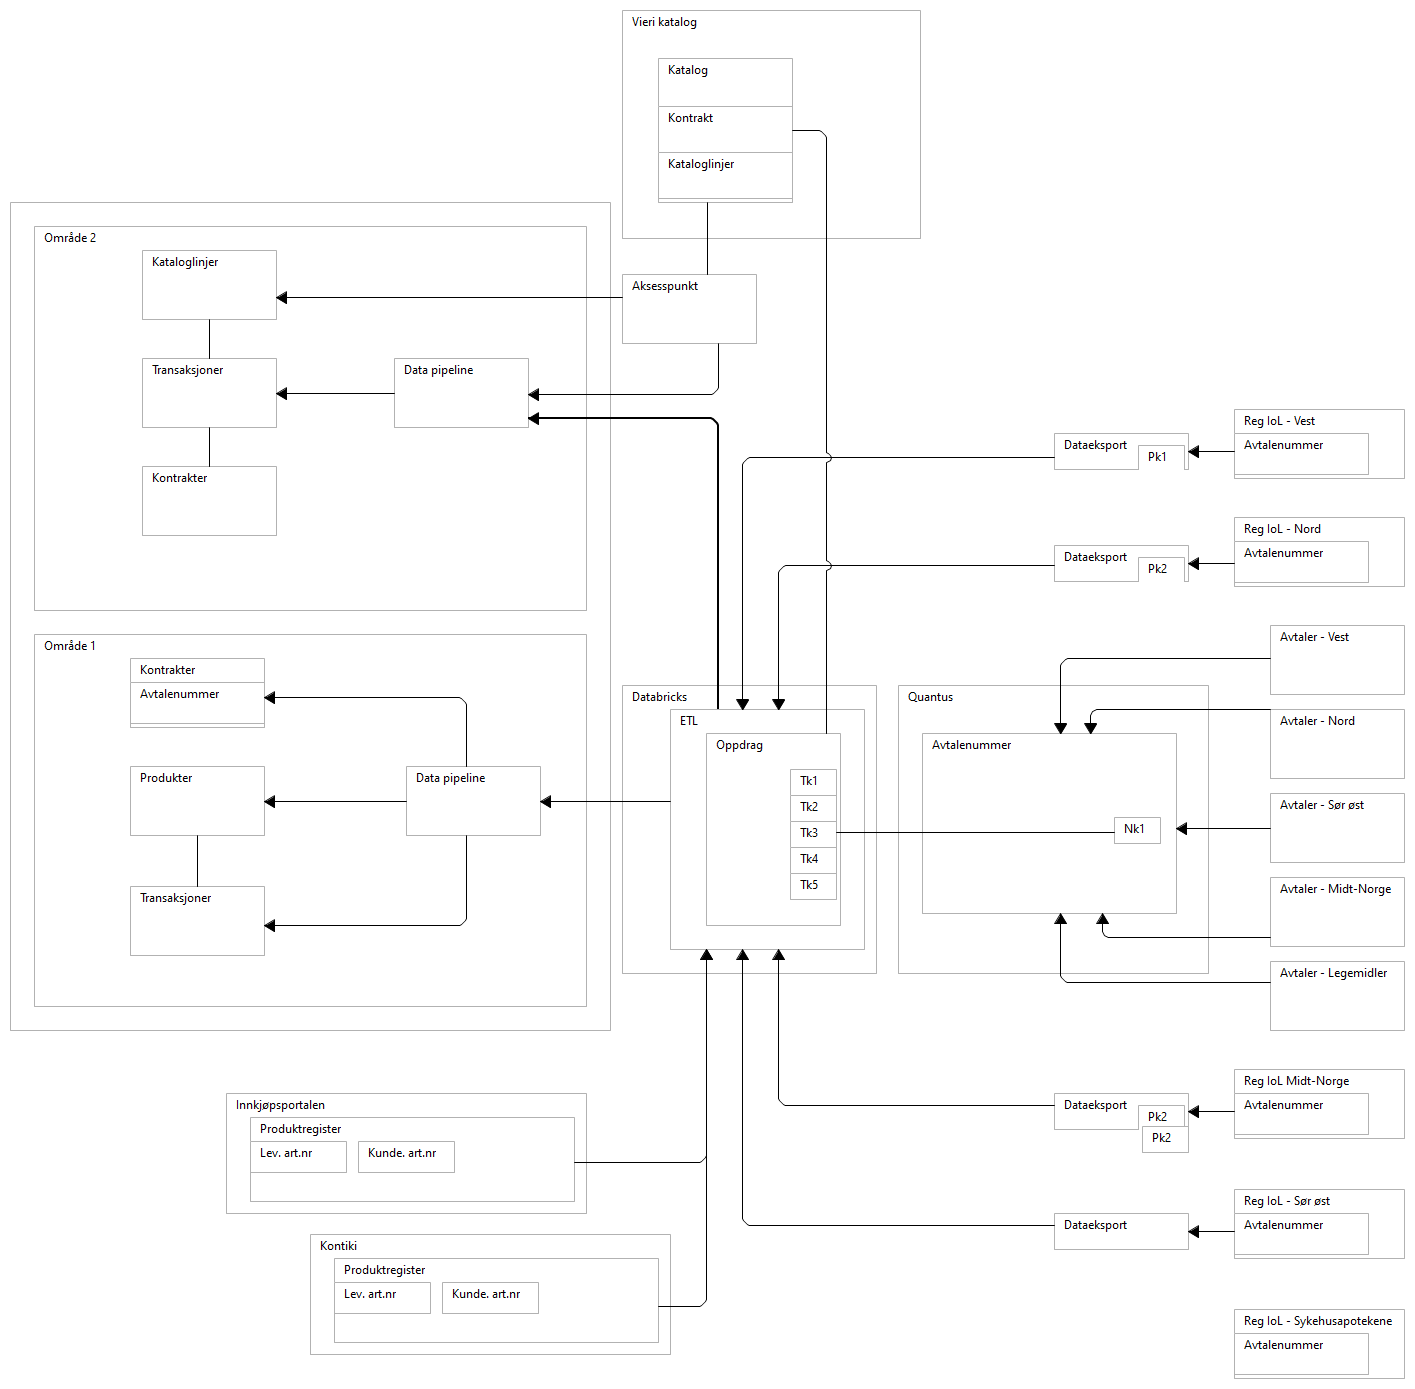 Vieri katalog
Katalog
Kontrakt
Kataloglinjer
Område 2
Kataloglinjer
Aksesspunkt
Transaksjoner
Data pipeline
Kontrakter
Dataeksport
Pk1
Reg IoL - Vest
Avtalenummer
Dataeksport
Pk2
Reg IoL - Nord
Avtalenummer
Område 1
Kontrakter
Avtalenummer
Produkter
Data pipeline
Transaksjoner
Databricks
ETL
Oppdrag
Tk1
Tk2
Tk3
Tk4
Tk5
Quantus
Avtalenummer
Nk1
Avtaler - Vest
Avtaler - Nord
Avtaler - Sør øst
Avtaler - Midt-Norge
Avtaler - Legemidler
Innkjøpsportalen
Produktregister
Lev. art.nr
Kunde. art.nr
Kontiki
Produktregister
Lev. art.nr
Kunde. art.nr
Dataeksport
Pk2
Pk2
Reg IoL Midt-Norge
Avtalenummer
Dataeksport
Reg IoL - Sør øst
Avtalenummer
Reg IoL - Sykehusapotekene
Avtalenummer